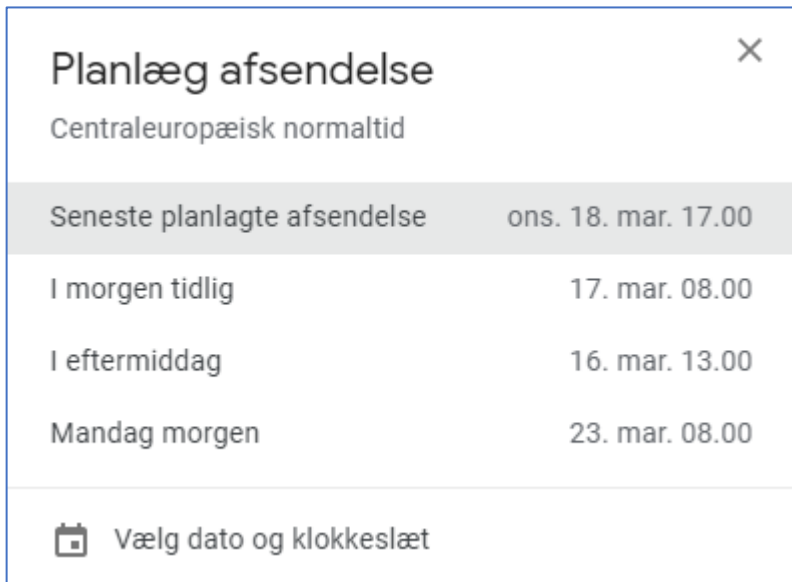 Planlæg afsendelse
Centraleuropæisk normaltid
Seneste planlagte afsendelse ons. 18. mar. 17.00
I morgen tidlig 17. mar. 08.00
I eftermiddag 16. mar. 13.00
Mandag morgen 23. mar. 08.00
Vælg dato og klokkeslæt